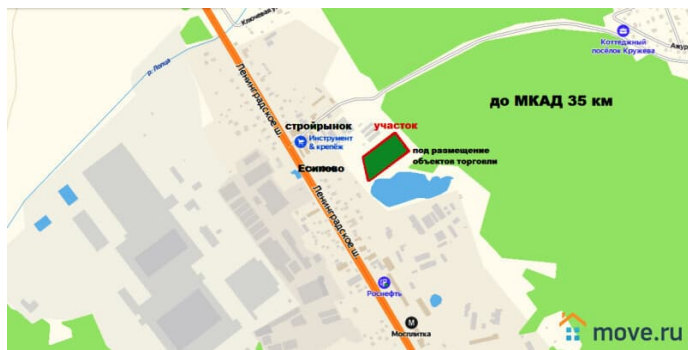 Ключевая у
Коттеджный
посёлок Кружева
Ажур
р. Лопца
Ленинградское ш.
до МКАД 35 км
стройрынок
участок
Инструмент
& крепёж
под размещение
объектов торговли
Есипово
Ленинградское ш.
Роснефть
М
Мосплитка
move.ru